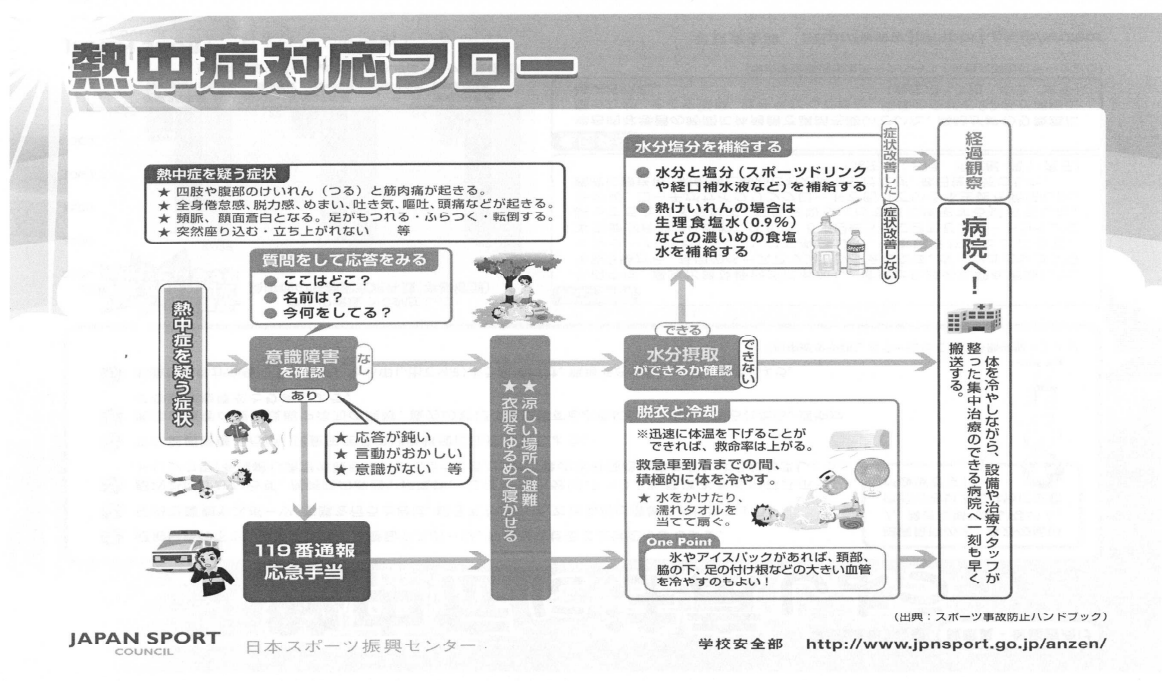 熱中症対応フロー
熱中症を疑う症状
★ 四肢や腹部のけいれん（つる）と筋肉痛が起きる。
★ 全身倦怠感、脱力感、めまい、吐き気、嘔吐、頭痛などが起きる。
★ 頻脈、顔面蒼白となる。足がもつれる・ふらつく・転倒する。
★ 突然座り込む・立ち上がれない 等
質問をして応答をみる
● ここはどこ？
● 名前は？
● 今何をしてる？
熱中症を疑う症状
意識障害
を確認
なし
あり
★ 応答が鈍い
★ 言動がおかしい
★ 意識がない 等
119番通報
応急手当
★ 涼しい場所へ避難
★ 衣服をゆるめて寝かせる
水分塩分を補給する
● 水分と塩分（スポーツドリンク
や経口補水液など）を補給する
● 熱けいれんの場合は
生理食塩水（0.9％）
などの濃いめの食塩
水を補給する
症状改善した
症状改善しない
経過観察
できる
水分摂取
ができるか確認
できない
脱衣と冷却
※迅速に体温を下げることが
できれば、救命率は上がる。
救急車到着までの間、
積極的に体を冷やす。
★ 水をかけたり、
濡れタオルを
当てて扇ぐ。
One Point
氷やアイスパックがあれば、頚部、
脇の下、足の付け根などの大きい血管
を冷やすのもよい！
病院へ！
体を冷やしながら、設備や治療スタッフが
整った集中治療のできる病院へ一刻も早く
搬送する。
（出典：スポーツ事故防止ハンドブック）
JAPAN SPORT
COUNCIL
日本スポーツ振興センター
学校安全部 http://www.jpnsport.go.jp/anzen/